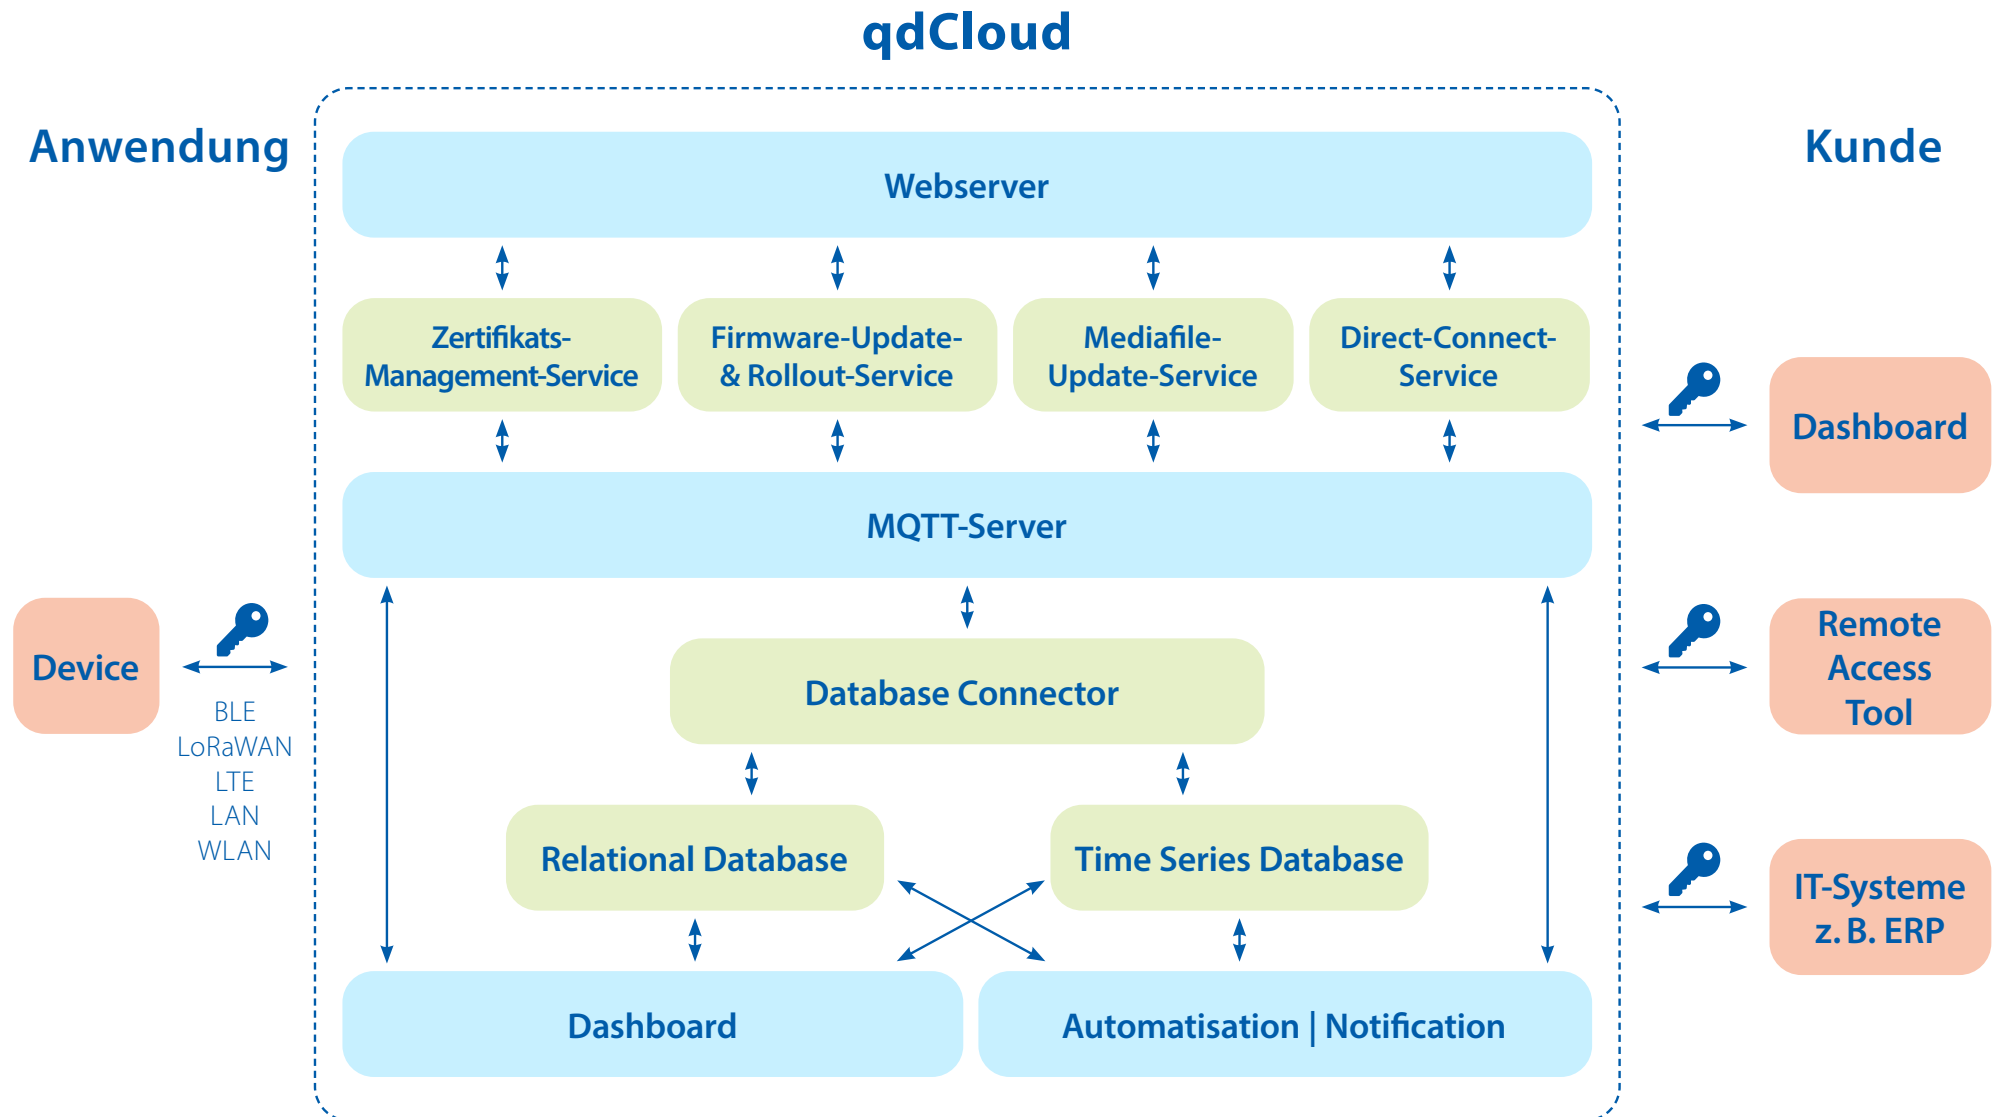 qdCloud
Anwendung
Kunde
Webserver
Zertifikats-
Management-Service
Firmware-Update-
& Rollout-Service
Mediafile-
Update-Service
Direct-Connect-
Service
Dashboard
MQTT-Server
Device
BLE
LoRaWAN
LTE
LAN
WLAN
Remote
Access
Tool
Database Connector
Relational Database
Time Series Database
IT-Systeme
z. B. ERP
Dashboard
Automatisation | Notification